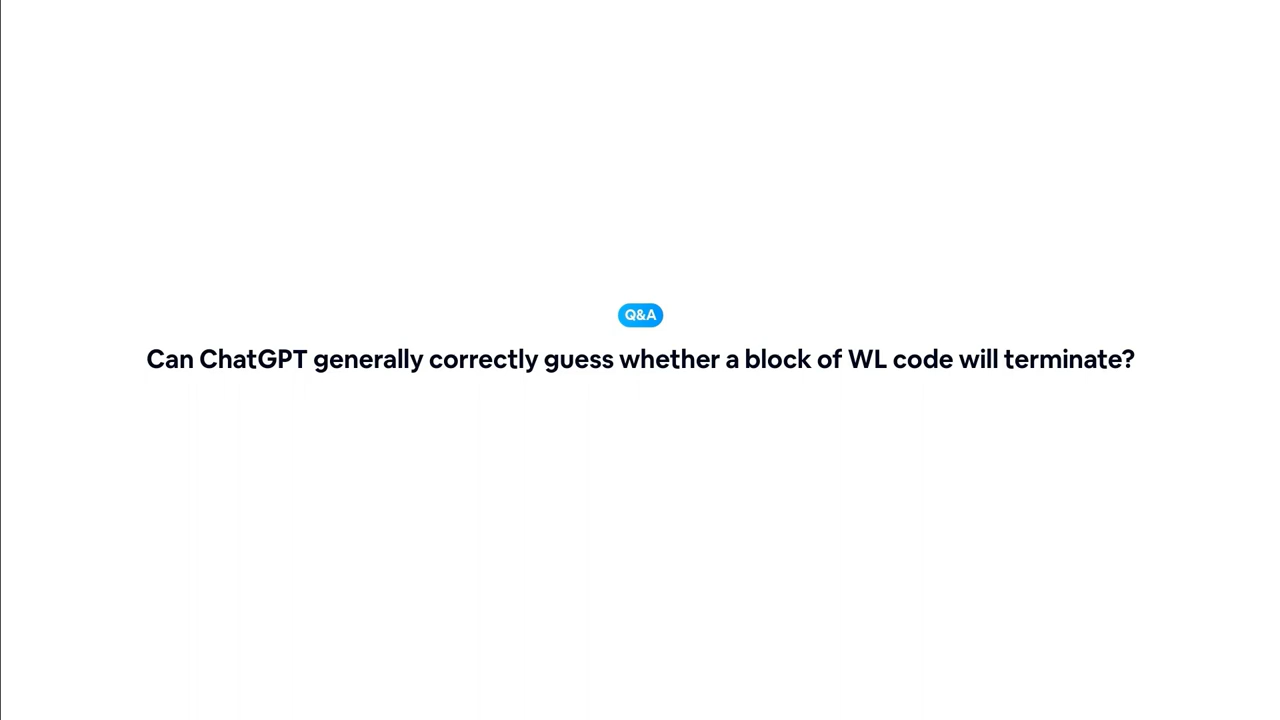 Q&A
Can ChatGPT generally correctly guess whether a block of WL code will terminate?